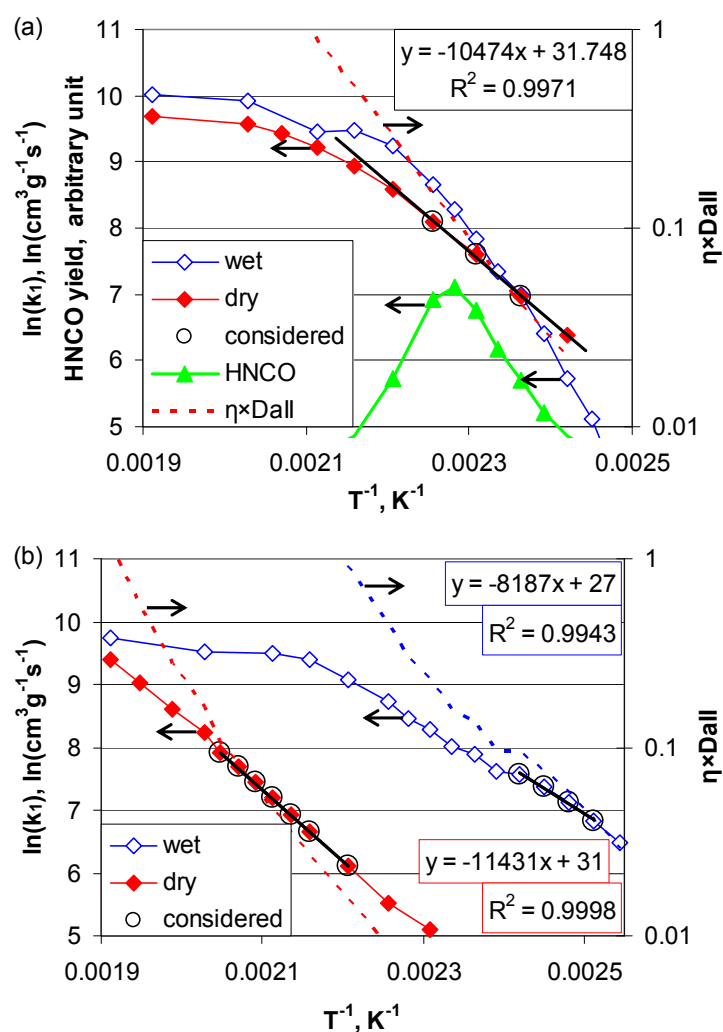 (a)
y = -10474x + 31.748
R² = 0.9971
ln(k₁), ln(cm³g⁻¹s⁻¹)
HNCO yield, arbitrary unit
11
10
9
8
7
6
5
1
0.1
0.01
η×Dall
wet
dry
considered
HNCO
η×Dall
0.0019 0.0021 0.0023 0.0025
T⁻¹, K⁻¹
(b)
y = -8187x + 27
R² = 0.9943
ln(k₁), ln(cm³g⁻¹s⁻¹)
11
10
9
8
7
6
5
1
0.1
0.01
η×Dall
wet
dry
considered
y = -11431x + 31
R² = 0.9998
0.0019 0.0021 0.0023 0.0025
T⁻¹, K⁻¹